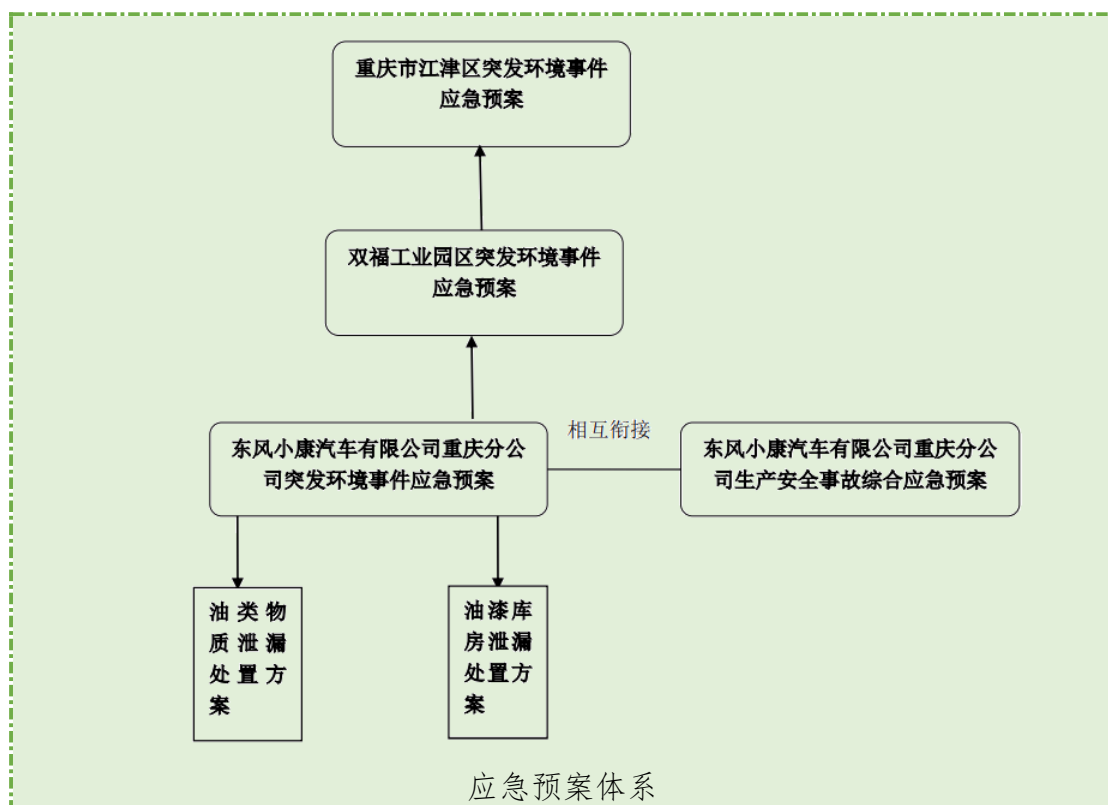 重庆市江津区突发环境事件
应急预案
双福工业园区突发环境事件
应急预案
相互衔接
东风小康汽车有限公司重庆分公
司突发环境事件应急预案
东风小康汽车有限公司重庆分公
司生产安全事故综合应急预案
油类物
质泄漏
处置方
案
油漆库
房泄漏
处置方
案
应急预案体系